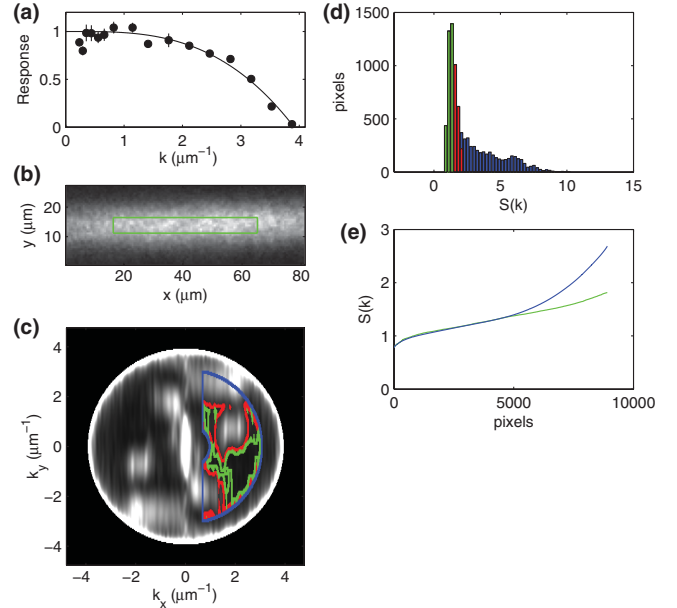 (a)
Response
1
0.5
0
0 1 2 3 4
k (μm⁻¹)
(b)
y (μm)
20
10
20 40 60 80
x (μm)
(c)
k_y (μm⁻¹)
4
2
0
−2
−4
−4 −2 0 2 4
k_x (μm⁻¹)
(d)
pixels
1500
1000
500
0
0 5 10 15
S(k)
(e)
S(k)
3
2
1
0
0 5000 10000
pixels